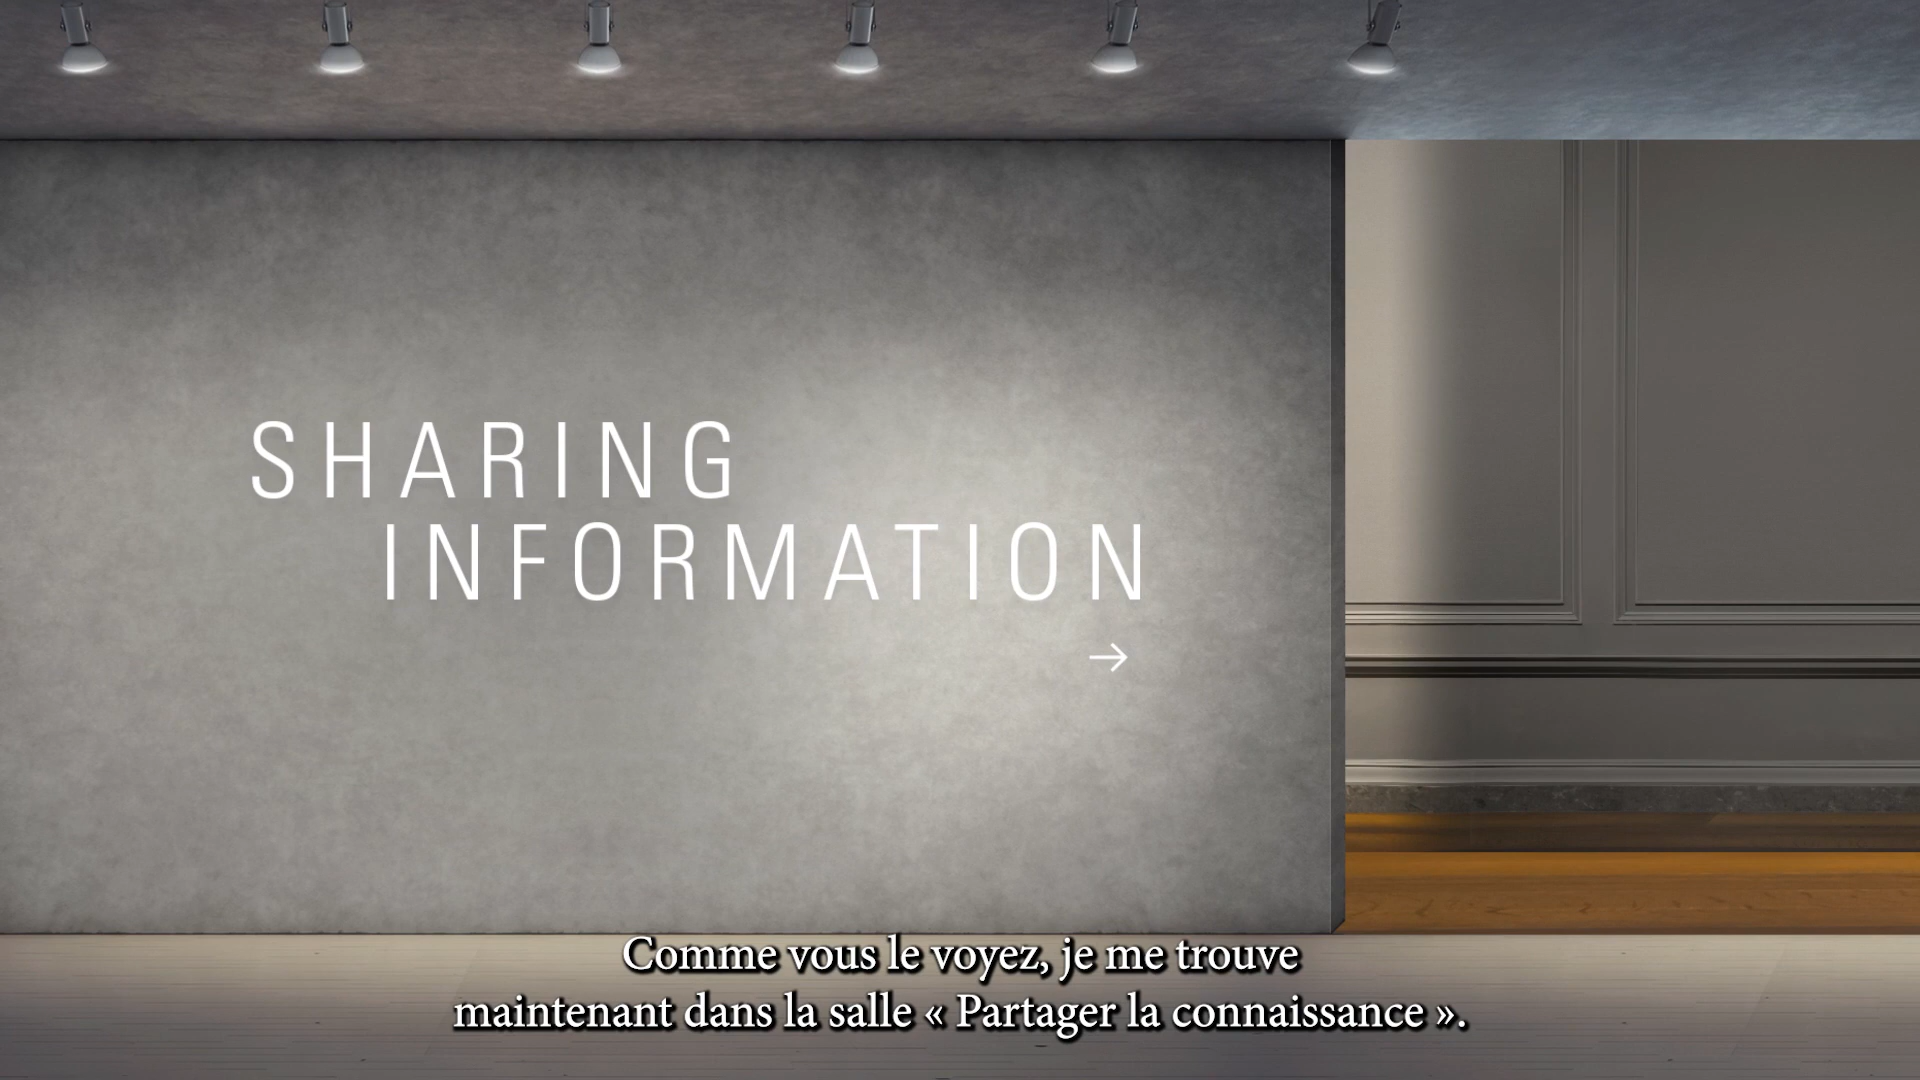 SHARING
INFORMATION
→
Comme vous le voyez, je me trouve
maintenant dans la salle « Partager la connaissance ».